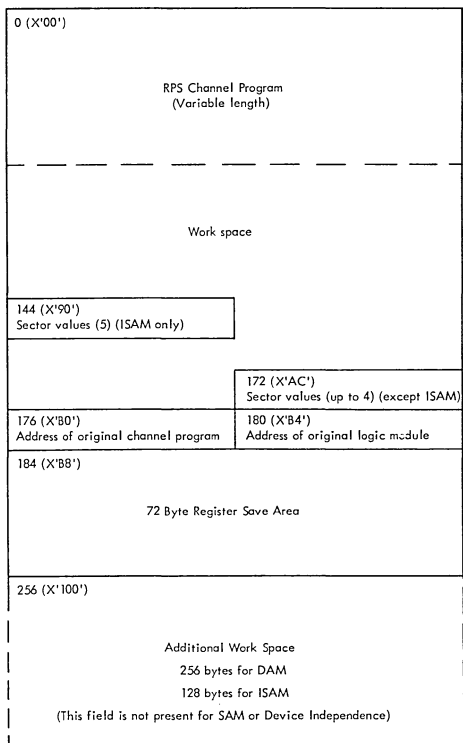 0 (X'00')
RPS Channel Program
(Variable length)
Work space
144 (X'90')
Sector values (5) (ISAM only)
172 (X'AC')
Sector values (up to 4) (except ISAM)
176 (X'B0')
Address of original channel program
180 (X'B4')
Address of original logic module
184 (X'B8')
72 Byte Register Save Area
256 (X'100')
Additional Work Space
256 bytes for DAM
128 bytes for ISAM
(This field is not present for SAM or Device Independence)